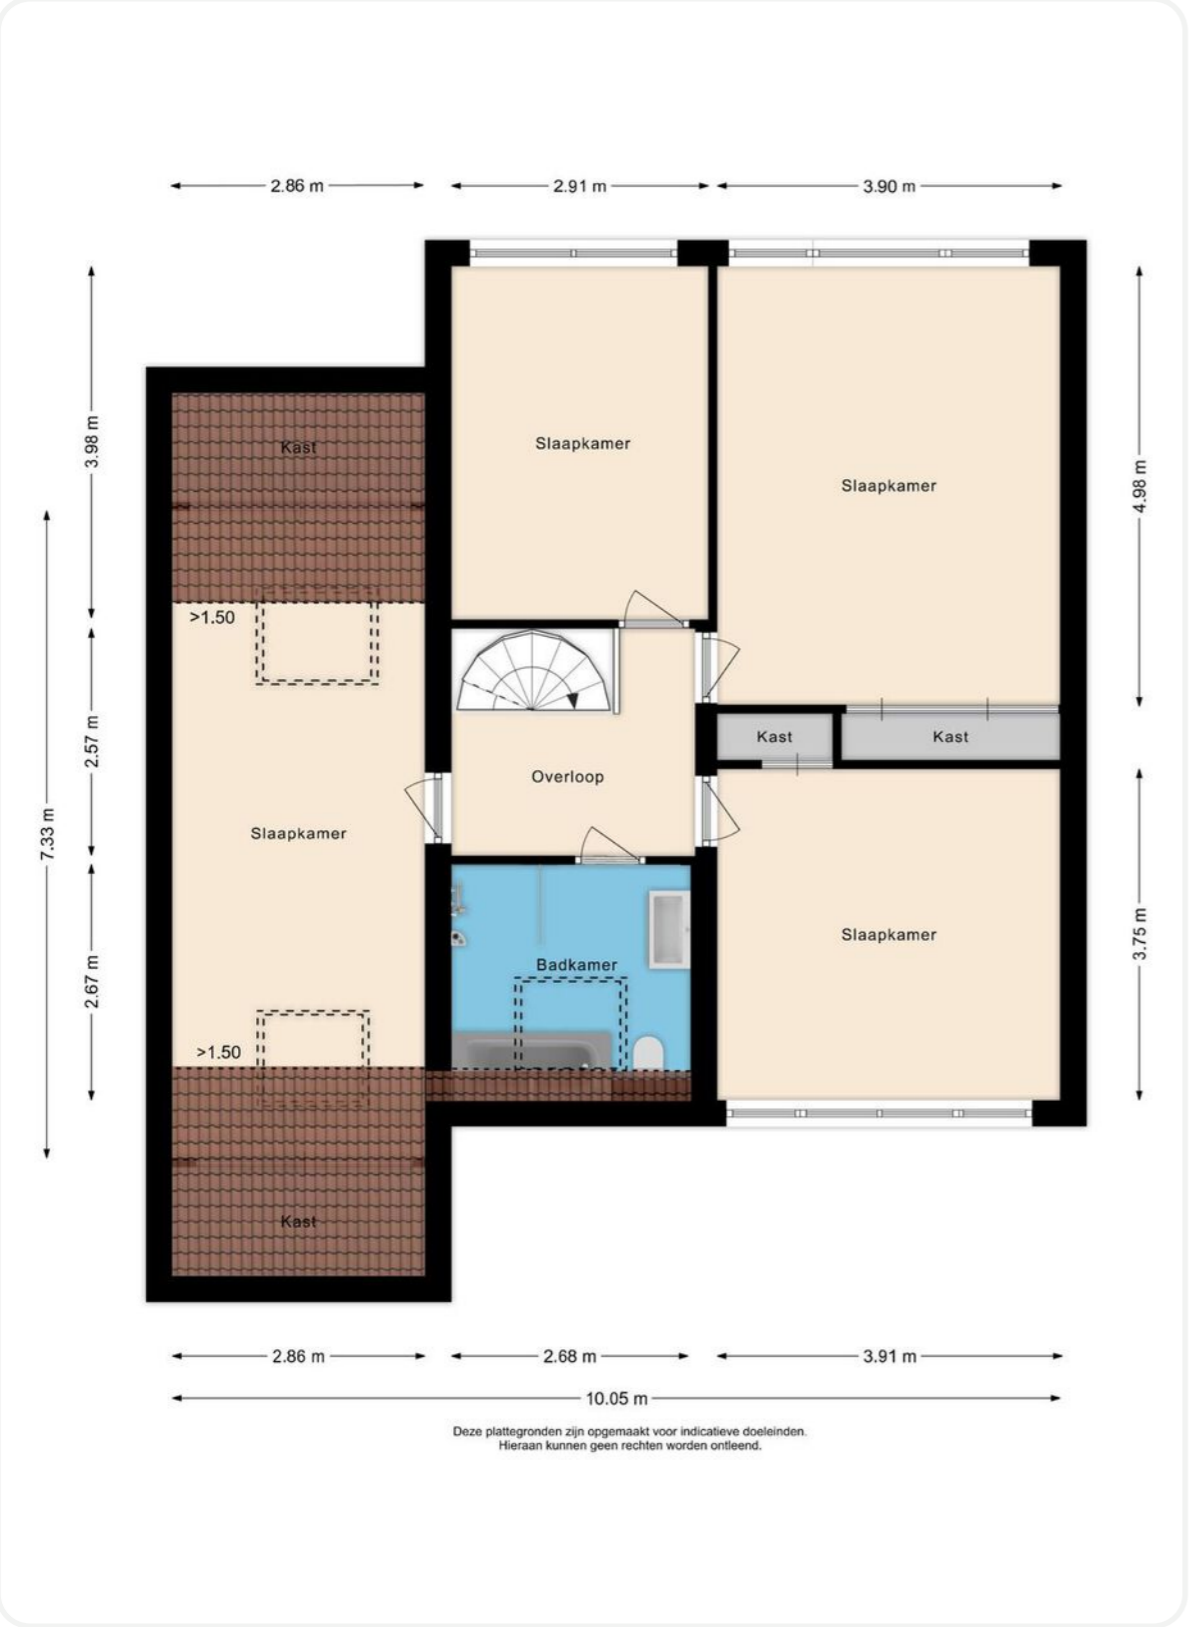 2.86 m
2.91 m
3.90 m
3.98 m
Kast
Slaapkamer
Slaapkamer
4.98 m
>1.50
2.57 m
Kast
Kast
Overloop
7.33 m
Slaapkamer
Slaapkamer
3.75 m
2.67 m
Badkamer
>1.50
Kast
2.86 m
2.68 m
3.91 m
10.05 m
Deze plattegronden zijn opgemaakt voor indicatieve doeleinden.
Hieraan kunnen geen rechten worden ontleend.